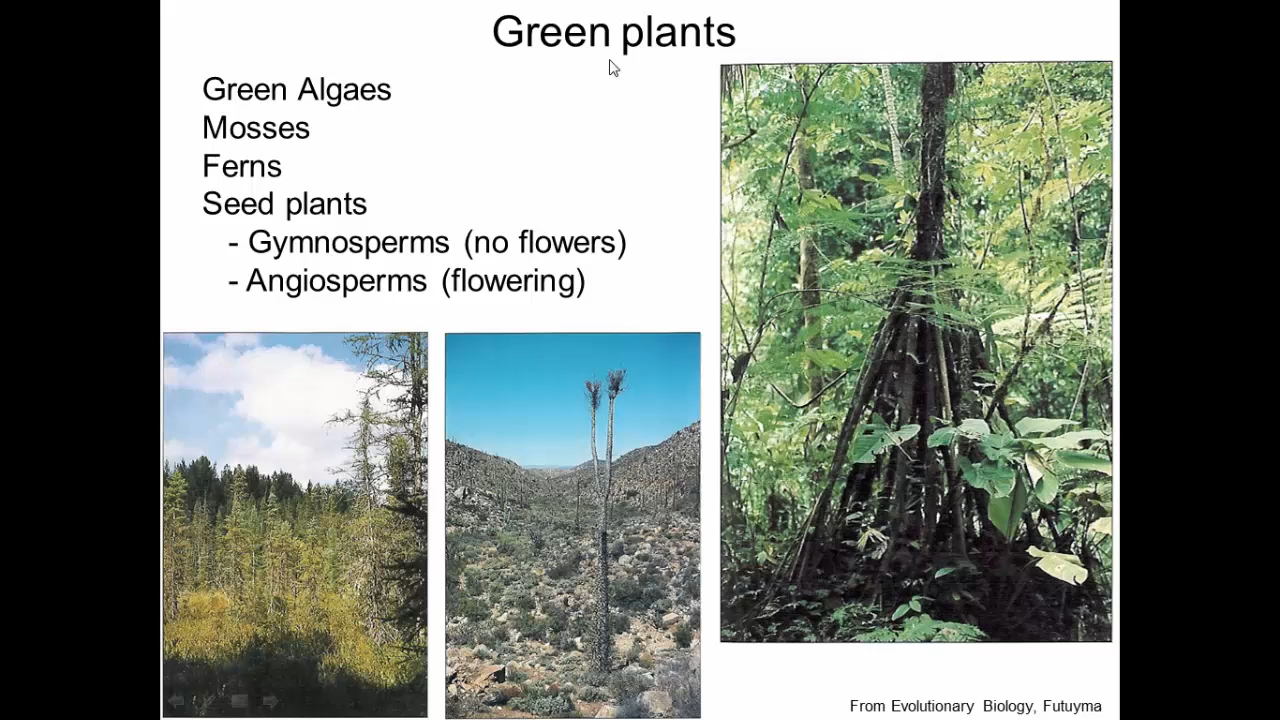 Green plants
Green Algaes
Mosses
Ferns
Seed plants
- Gymnosperms (no flowers)
- Angiosperms (flowering)
From Evolutionary Biology, Futuyma